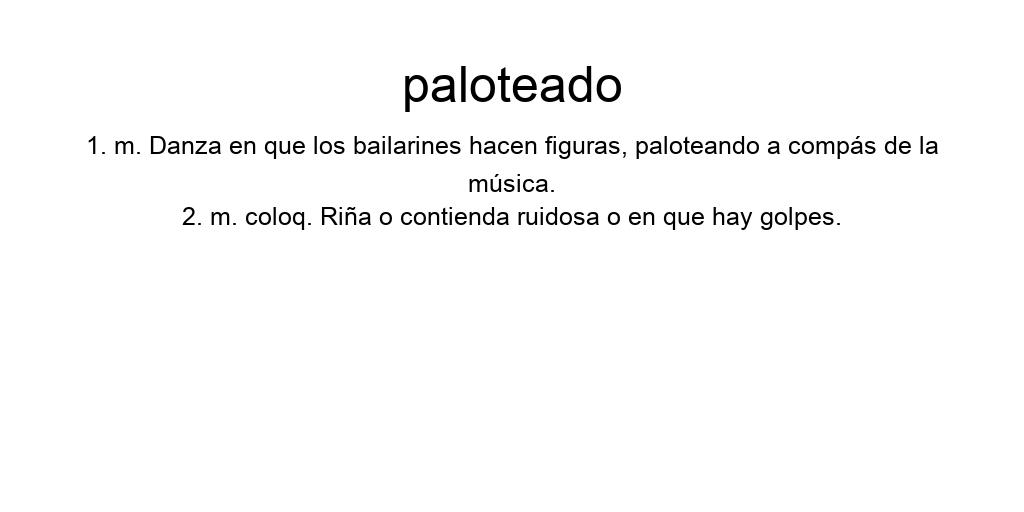 paloteado
1. m. Danza en que los bailarines hacen figuras, paloteando a compás de la
música.
2. m. coloq. Riña o contienda ruidosa o en que hay golpes.